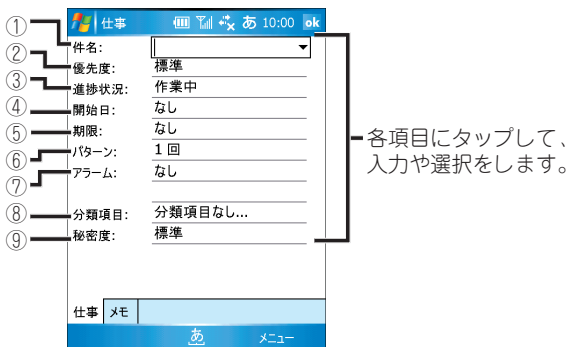 仕事 あ 10:00 ok
① 件名:
② 優先度: 標準
③ 進捗状況: 作業中
④ 開始日: なし
⑤ 期限: なし
⑥ パターン: 1 回
⑦ アラーム: なし
⑧ 分類項目: 分類項目なし...
⑨ 秘密度: 標準
各項目にタップして、
入力や選択をします。
仕事 メモ
あ メニュー